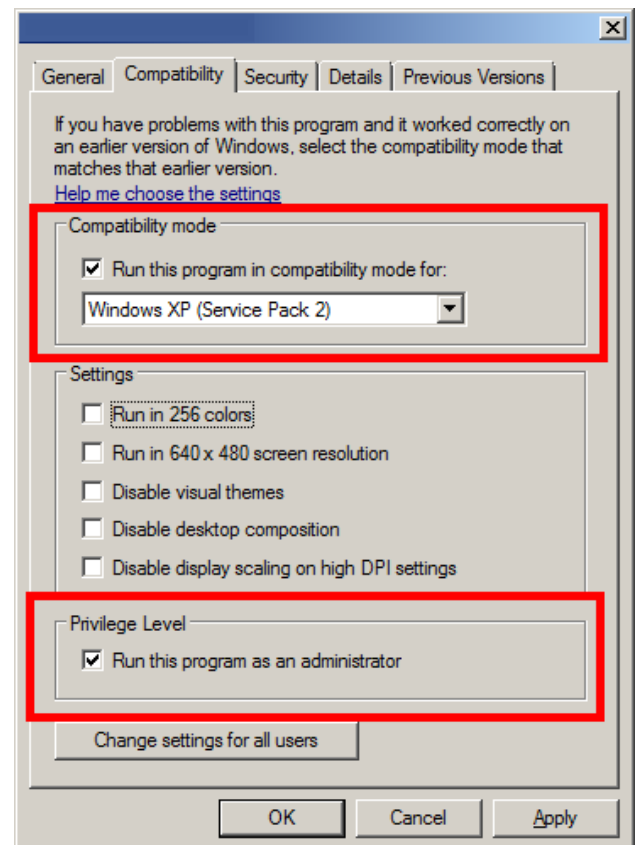 General Compatibility Security Details Previous Versions
If you have problems with this program and it worked correctly on
an earlier version of Windows, select the compatibility mode that
matches that earlier version.
Help me choose the settings
Compatibility mode
Run this program in compatibility mode for:
Windows XP (Service Pack 2)
Settings
Run in 256 colors
Run in 640 x 480 screen resolution
Disable visual themes
Disable desktop composition
Disable display scaling on high DPI settings
Privilege Level
Run this program as an administrator
Change settings for all users
OK Cancel Apply